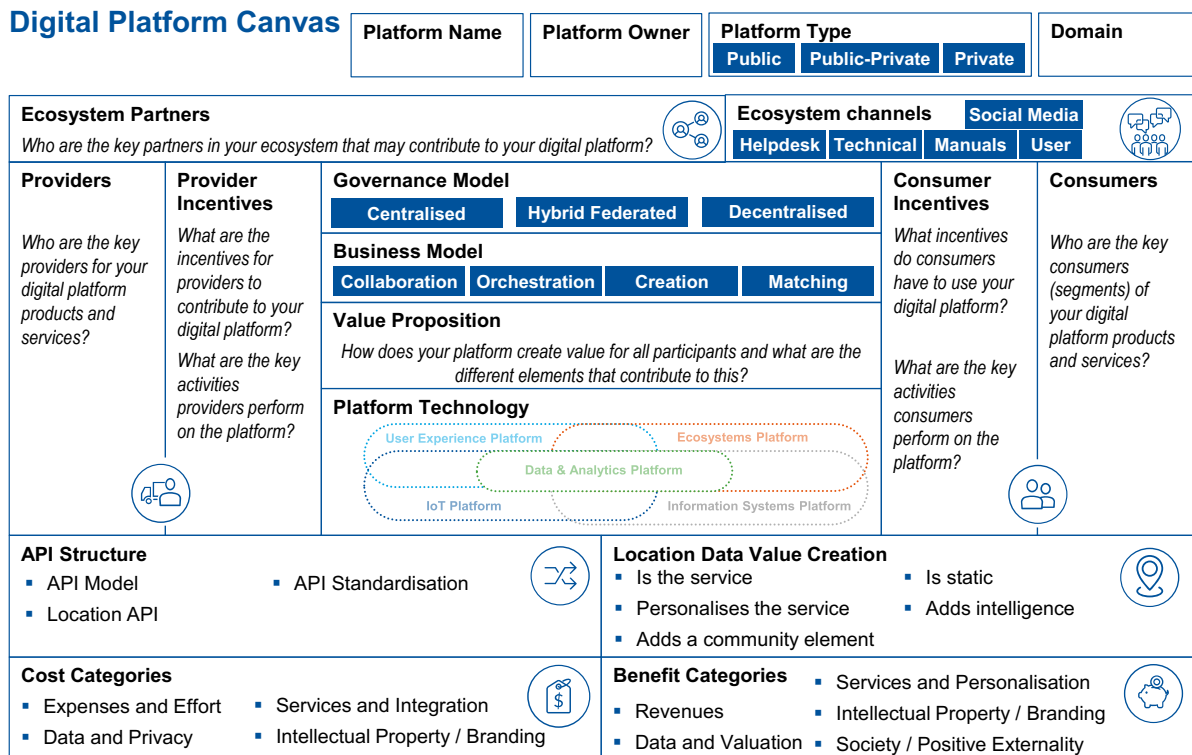 Digital Platform Canvas
Platform Name
Platform Owner
Platform Type
Public
Public-Private
Private
Domain
Ecosystem Partners
Who are the key partners in your ecosystem that may contribute to your digital platform?
Ecosystem channels
Social Media
Helpdesk
Technical
Manuals
User
Providers
Who are the key
providers for your
digital platform
products and
services?
Provider
Incentives
What are the
incentives for
providers to
contribute to your
digital platform?
What are the key
activities
providers perform
on the platform?
Governance Model
Centralised
Hybrid Federated
Decentralised
Business Model
Collaboration
Orchestration
Creation
Matching
Value Proposition
How does your platform create value for all participants and what are the
different elements that contribute to this?
Platform Technology
User Experience Platform
Ecosystems Platform
Data & Analytics Platform
IoT Platform
Information Systems Platform
Consumer
Incentives
What incentives
do consumers
have to use your
digital platform?
What are the key
activities
consumers
perform on the
platform?
Consumers
Who are the key
consumers
(segments) of
your digital
platform products
and services?
API Structure
▪ API Model
▪ Location API
▪ API Standardisation
Location Data Value Creation
▪ Is the service
▪ Personalises the service
▪ Adds a community element
▪ Is static
▪ Adds intelligence
Cost Categories
▪ Expenses and Effort
▪ Data and Privacy
▪ Services and Integration
▪ Intellectual Property / Branding
$
Benefit Categories
▪ Revenues
▪ Data and Valuation
▪ Services and Personalisation
▪ Intellectual Property / Branding
▪ Society / Positive Externality